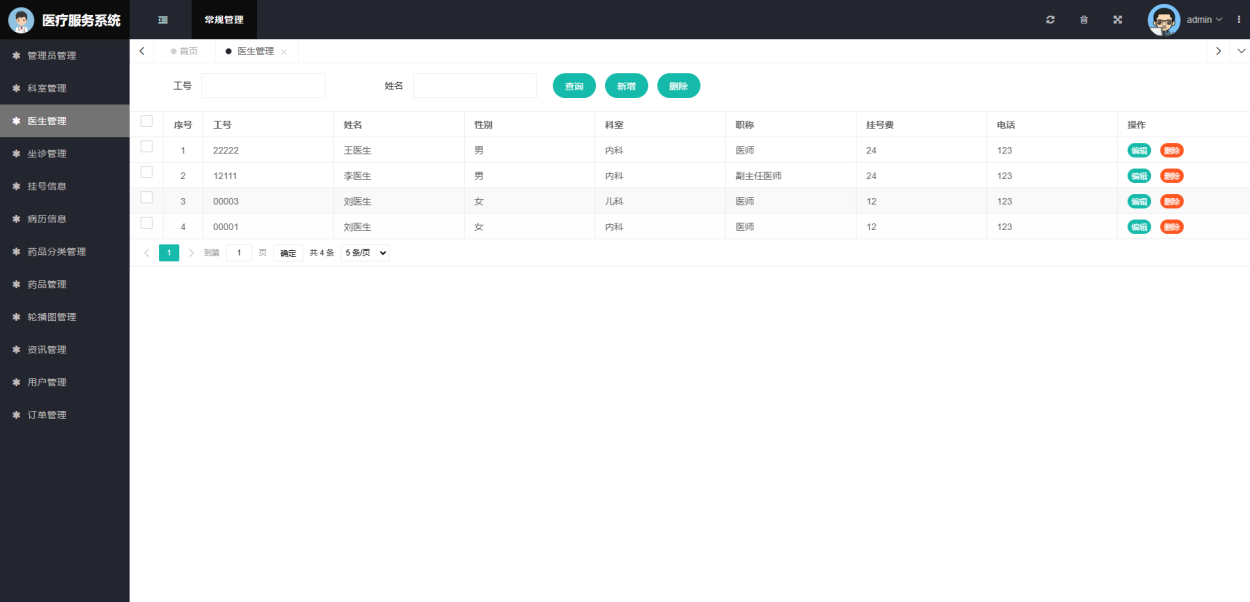 医疗服务系统
常规管理
admin
管理员管理
科室管理
医生管理
坐诊管理
挂号信息
病历信息
药品分类管理
药品管理
轮播图管理
资讯管理
用户管理
订单管理
首页
医生管理
工号 姓名 查询 新增 删除
序号 工号 姓名 性别 科室 职称 挂号费 电话 操作
1 22222 王医生 男 内科 医师 24 123 编辑 删除
2 12111 李医生 男 内科 副主任医师 24 123 编辑 删除
3 00003 刘医生 女 儿科 医师 12 123 编辑 删除
4 00001 刘医生 女 内科 医师 12 123 编辑 删除
1 到第 1 页 确定 共 4 条 5 条/页